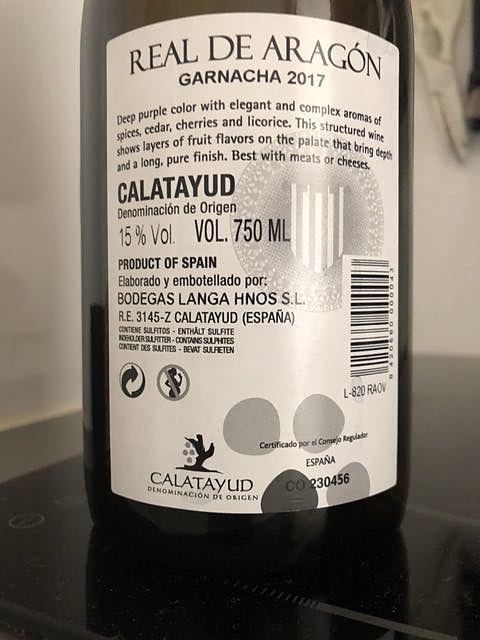 REAL DE ARAGÓN
GARNACHA 2017
Deep purple color with elegant and complex aromas of
spices, cedar, cherries and licorice. This structured wine
shows layers of fruit flavors on the palate that bring depth
and a long, pure finish. Best with meats or cheeses.
CALATAYUD
Denominación de Origen
15 % Vol. VOL. 750 ML
PRODUCT OF SPAIN
Elaborado y embotellado por:
BODEGAS LANGA HNOS S.L.
R.E. 3145-Z CALATAYUD (ESPAÑA)
CONTIENE SULFITOS - ENTHÄLT SULFITE
INDEHOLDER SULFITTER - CONTAINS SULPHITES
CONTIENT DES SULFITES - BEVAT SULFIETEN
L-820 RAOV
Certificado por el Consejo Regulador
ESPAÑA
CO 230456
CALATAYUD
DENOMINACIÓN DE ORIGEN